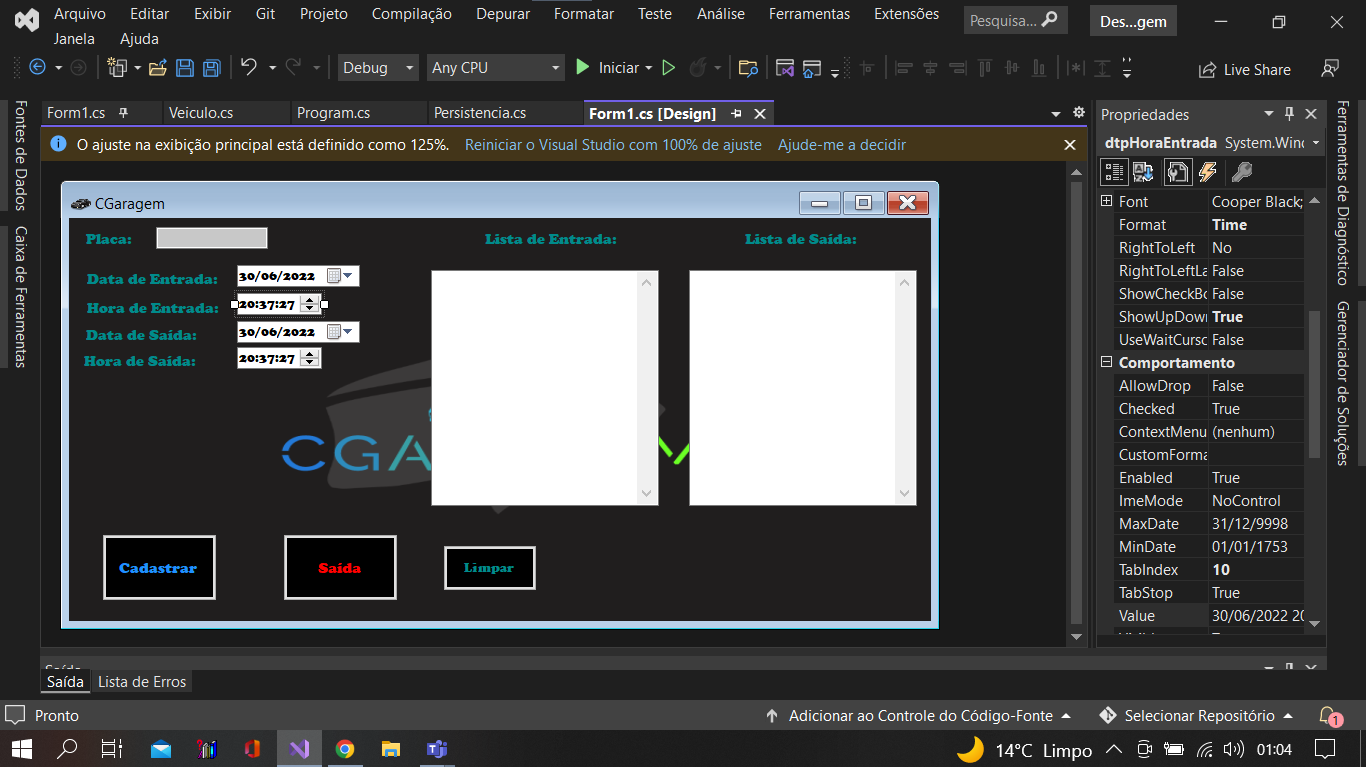 Arquivo Editar Exibir Git Projeto Compilação Depurar Formatar Teste Análise Ferramentas Extensões
Pesquisa...
Des...gem
Janela Ajuda
Debug
Any CPU
Iniciar
Live Share
Fontes de Dados
Caixa de Ferramentas
Form1.cs
Veiculo.cs
Program.cs
Persistencia.cs
Form1.cs [Design]
O ajuste na exibição principal está definido como 125%. Reiniciar o Visual Studio com 100% de ajuste Ajude-me a decidir
CGaragem
Placa:
Lista de Entrada:
Lista de Saída:
Data de Entrada: 30/06/2022
Hora de Entrada: 20:37:27
Data de Saída: 30/06/2022
Hora de Saída: 20:37:27
CGA
M
Cadastrar
Saída
Limpar
Propriedades
dtpHoraEntrada System.Wind
Font Cooper Black;
Format Time
RightToLeft No
RightToLeftLa False
ShowCheckBo False
ShowUpDown True
UseWaitCurso False
Comportamento
AllowDrop False
Checked True
ContextMenu (nenhum)
CustomForma
Enabled True
ImeMode NoControl
MaxDate 31/12/9998
MinDate 01/01/1753
TabIndex 10
TabStop True
Value 30/06/2022 20
Ferramentas de Diagnóstico
Gerenciador de Soluções
Saída
Saída Lista de Erros
Pronto
Adicionar ao Controle do Código-Fonte
Selecionar Repositório
1
14°C Limpo
01:04